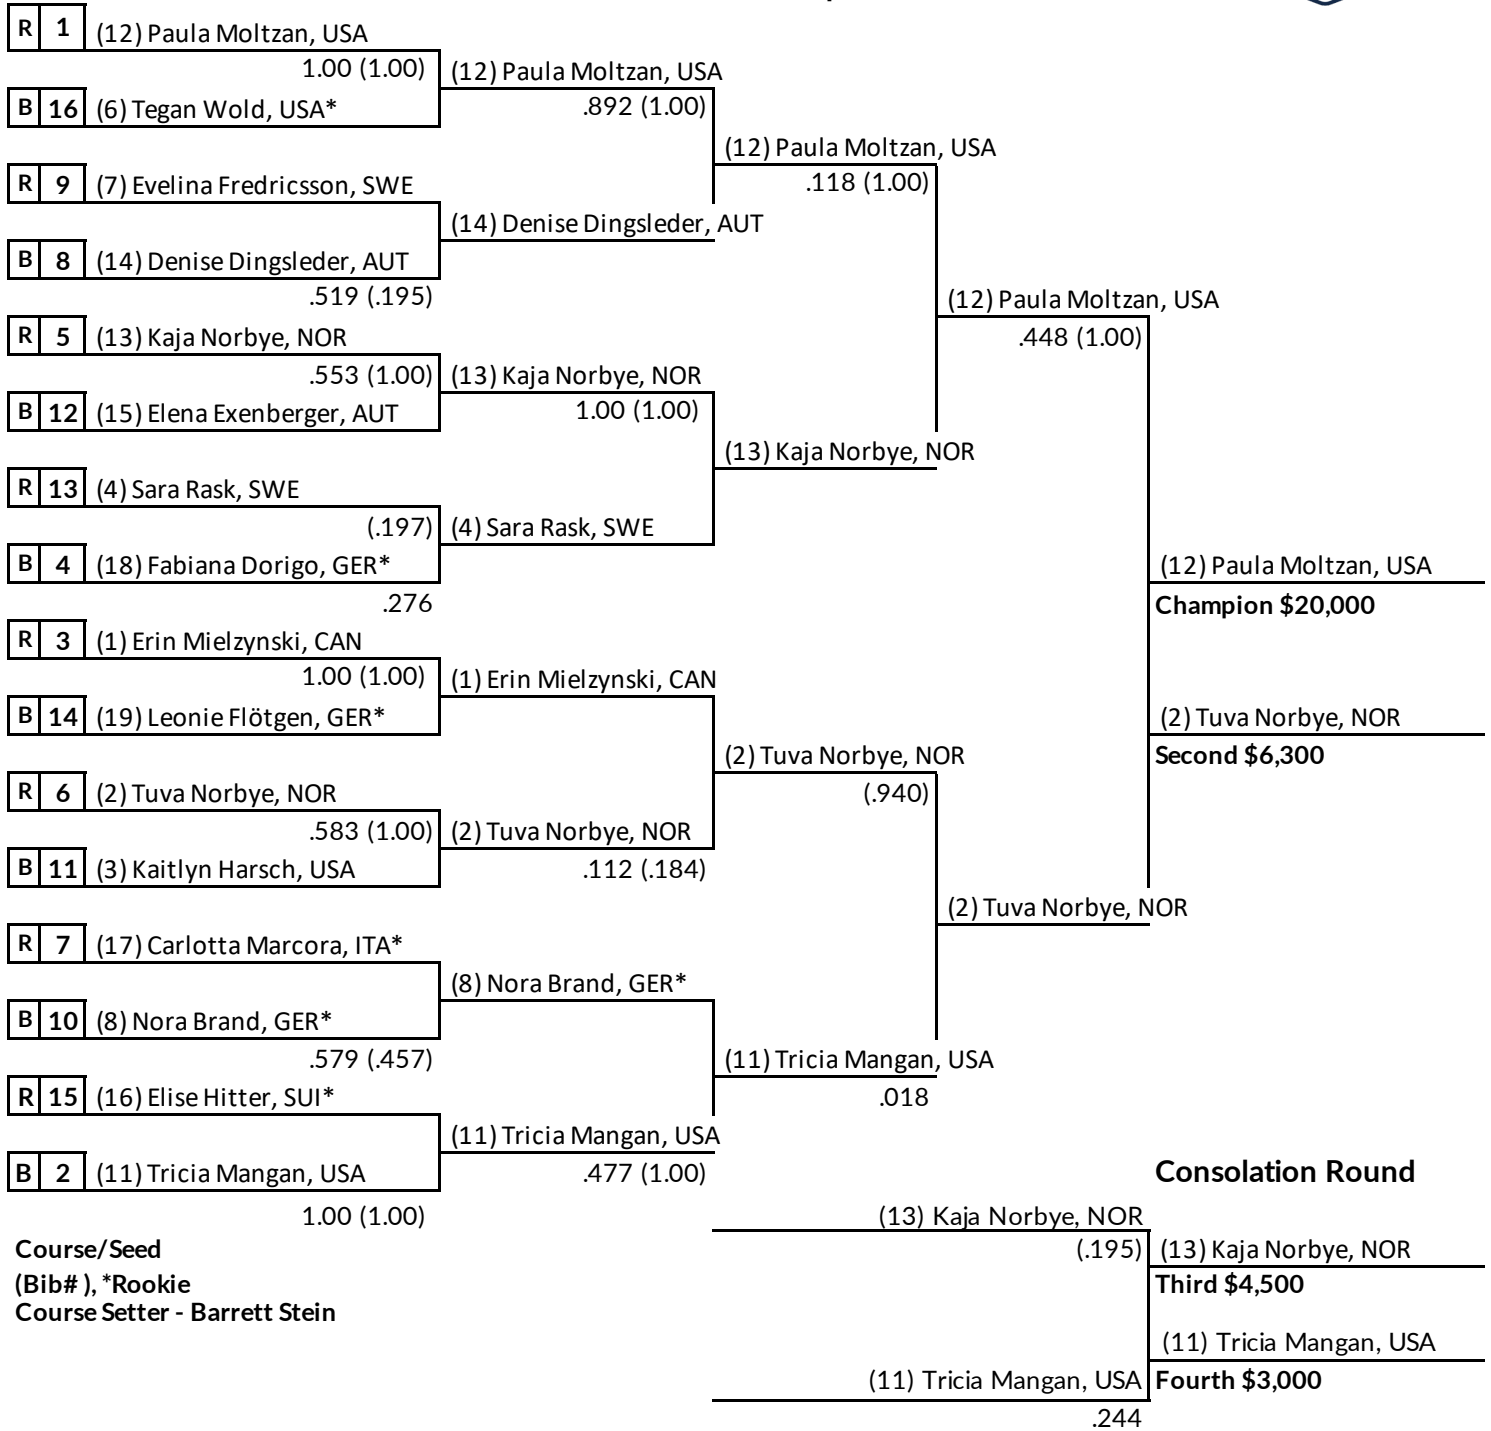 R 1 (12) Paula Moltzan, USA
1.00 (1.00)
B 16 (6) Tegan Wold, USA*
R 9 (7) Evelina Fredricsson, SWE
B 8 (14) Denise Dingsleder, AUT
.519 (.195)
R 5 (13) Kaja Norbye, NOR
.553 (1.00)
B 12 (15) Elena Exenberger, AUT
R 13 (4) Sara Rask, SWE
(.197)
B 4 (18) Fabiana Dorigo, GER*
.276
R 3 (1) Erin Mielzynski, CAN
1.00 (1.00)
B 14 (19) Leonie Flötgen, GER*
R 6 (2) Tuva Norbye, NOR
.583 (1.00)
B 11 (3) Kaitlyn Harsch, USA
R 7 (17) Carlotta Marcora, ITA*
B 10 (8) Nora Brand, GER*
.579 (.457)
R 15 (16) Elise Hitter, SUI*
B 2 (11) Tricia Mangan, USA
1.00 (1.00)
(12) Paula Moltzan, USA
.892 (1.00)
(14) Denise Dingsleder, AUT
(13) Kaja Norbye, NOR
1.00 (1.00)
(4) Sara Rask, SWE
(1) Erin Mielzynski, CAN
(2) Tuva Norbye, NOR
.112 (.184)
(8) Nora Brand, GER*
(11) Tricia Mangan, USA
.477 (1.00)
(12) Paula Moltzan, USA
.118 (1.00)
(13) Kaja Norbye, NOR
(2) Tuva Norbye, NOR
(.940)
(11) Tricia Mangan, USA
.018
(12) Paula Moltzan, USA
.448 (1.00)
(2) Tuva Norbye, NOR
(12) Paula Moltzan, USA
Champion $20,000
(2) Tuva Norbye, NOR
Second $6,300
Consolation Round
(13) Kaja Norbye, NOR
(.195)
(11) Tricia Mangan, USA
.244
(13) Kaja Norbye, NOR
Third $4,500
(11) Tricia Mangan, USA
Fourth $3,000
Course/Seed
(Bib# ), *Rookie
Course Setter - Barrett Stein